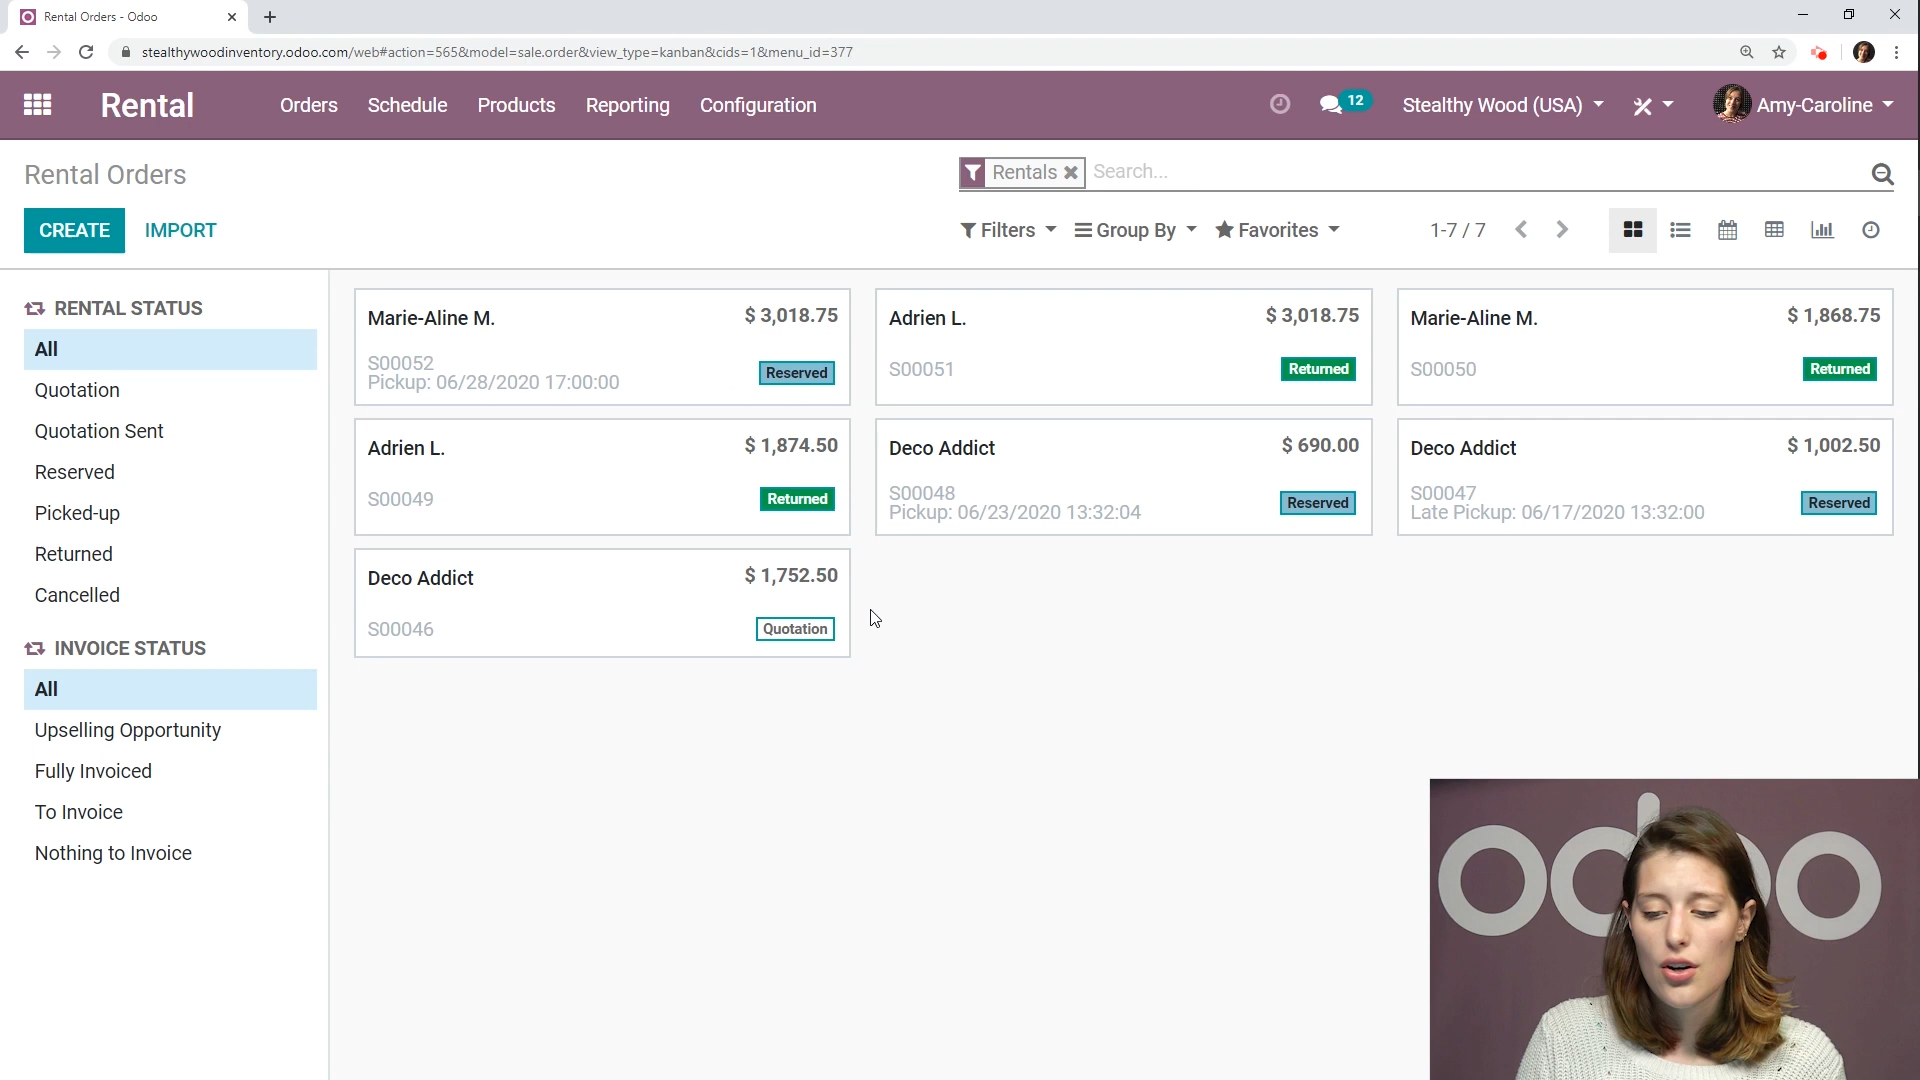 Rental Orders - Odoo
stealthywoodinventory.odoo.com/web#action=565&model=sale.order&view_type=kanban&cids=1&menu_id=377
Rental
Orders
Schedule
Products
Reporting
Configuration
12
Stealthy Wood (USA)
Amy-Caroline
Rental Orders
Rentals
Search...
CREATE
IMPORT
Filters
Group By
Favorites
1-7 / 7
RENTAL STATUS
All
Quotation
Quotation Sent
Reserved
Picked-up
Returned
Cancelled
INVOICE STATUS
All
Upselling Opportunity
Fully Invoiced
To Invoice
Nothing to Invoice
Marie-Aline M.
$ 3,018.75
S00052
Pickup: 06/28/2020 17:00:00
Reserved
Adrien L.
$ 3,018.75
S00051
Returned
Marie-Aline M.
$ 1,868.75
S00050
Returned
Adrien L.
$ 1,874.50
S00049
Returned
Deco Addict
$ 690.00
S00048
Pickup: 06/23/2020 13:32:04
Reserved
Deco Addict
$ 1,002.50
S00047
Late Pickup: 06/17/2020 13:32:00
Reserved
Deco Addict
$ 1,752.50
S00046
Quotation
odoo